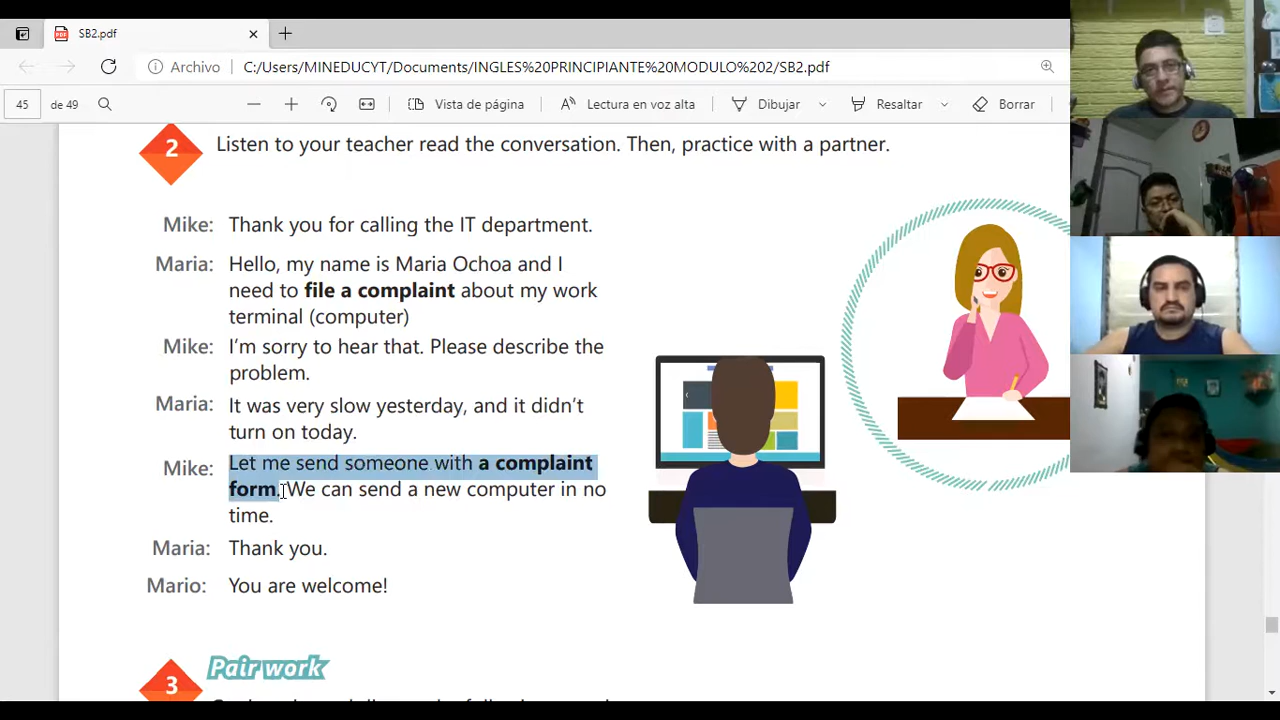 SB2.pdf
Archivo
C:/Users/MINEDUCYT/Documents/INGLES%20PRINCIPIANTE%20MODULO%202/SB2.pdf
45 de 49
Vista de página
Lectura en voz alta
Dibujar
Resaltar
Borrar
2
Listen to your teacher read the conversation. Then, practice with a partner.
Mike: Thank you for calling the IT department.
Maria: Hello, my name is Maria Ochoa and I
need to file a complaint about my work
terminal (computer)
Mike: I'm sorry to hear that. Please describe the
problem.
Maria: It was very slow yesterday, and it didn't
turn on today.
Mike: Let me send someone with a complaint
form. We can send a new computer in no
time.
Maria: Thank you.
Mario: You are welcome!
3
Pair work